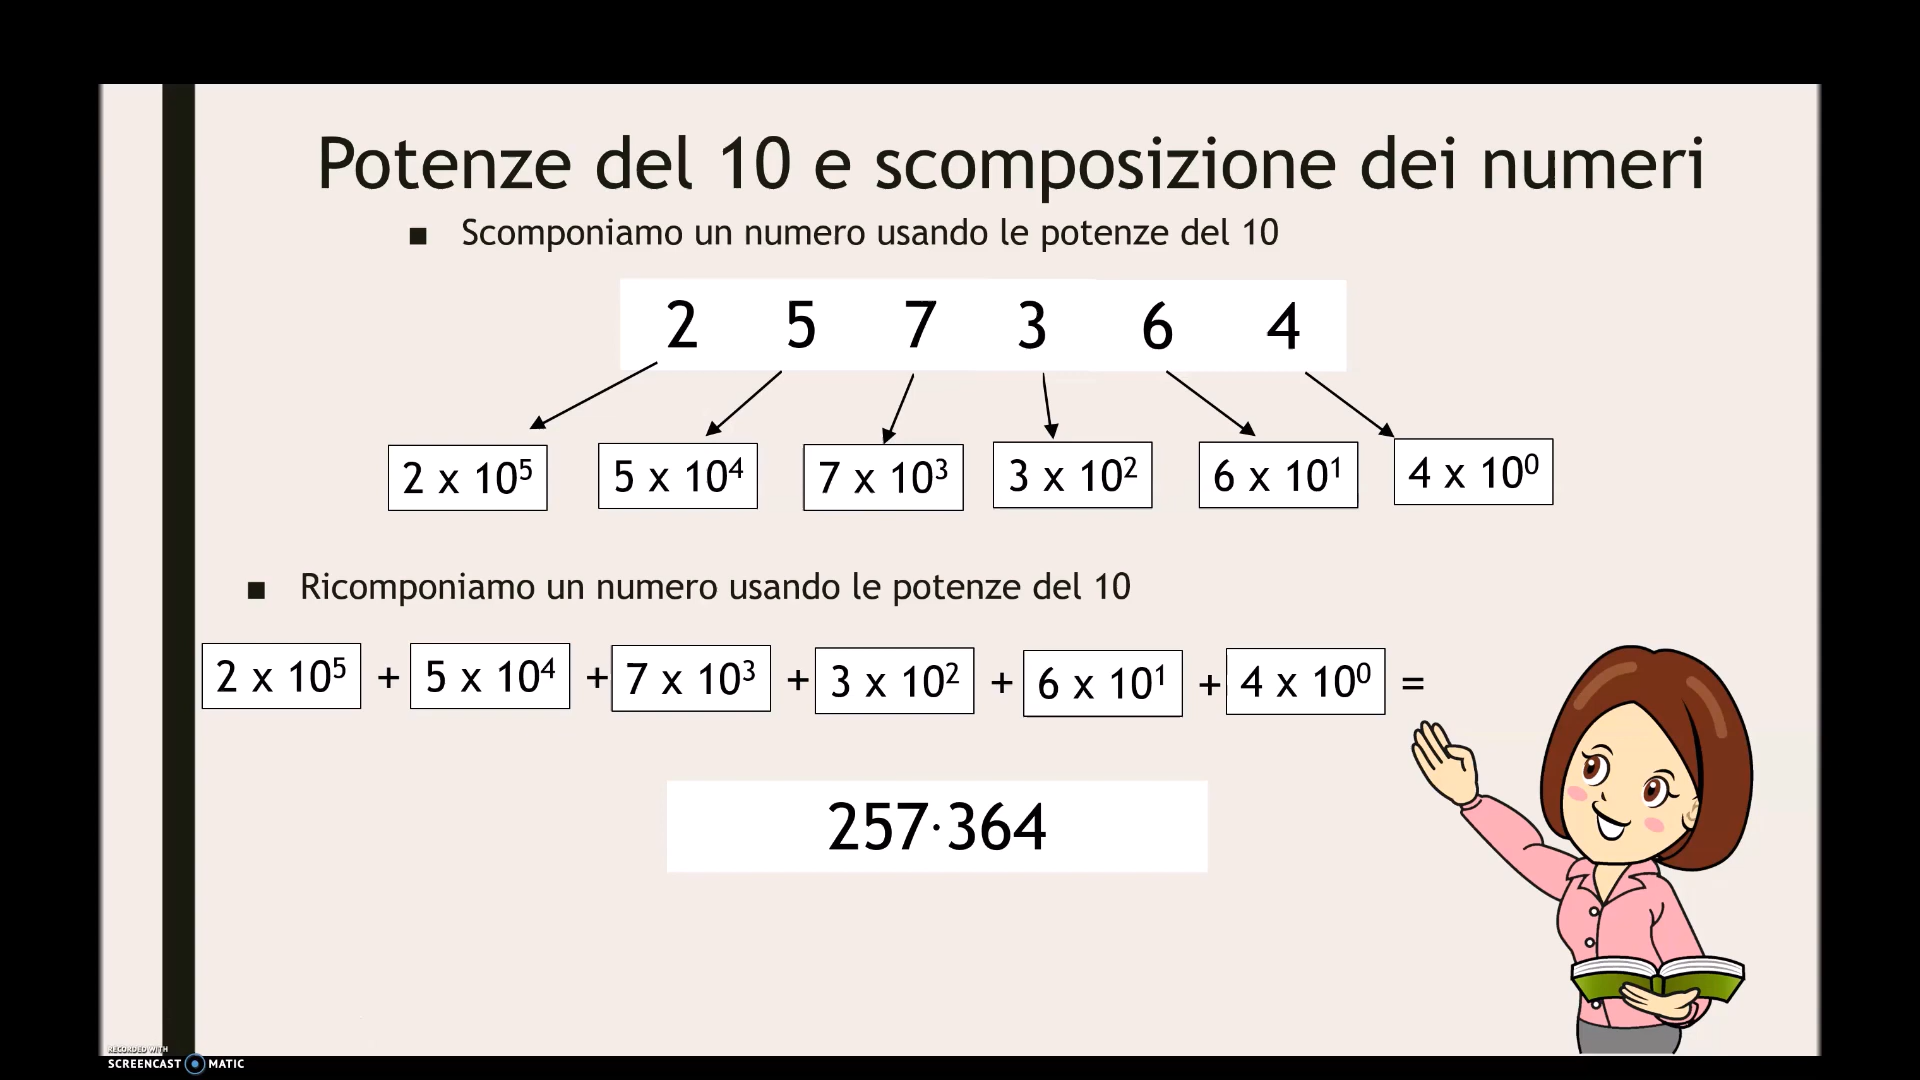 Potenze del 10 e scomposizione dei numeri
■ Scomponiamo un numero usando le potenze del 10
2 5 7 3 6 4
2 x 10⁵ 5 x 10⁴ 7 x 10³ 3 x 10² 6 x 10¹ 4 x 10⁰
■ Ricomponiamo un numero usando le potenze del 10
2 x 10⁵ + 5 x 10⁴ + 7 x 10³ + 3 x 10² + 6 x 10¹ + 4 x 10⁰ =
257·364
RECORDED WITH
SCREENCAST MATIC